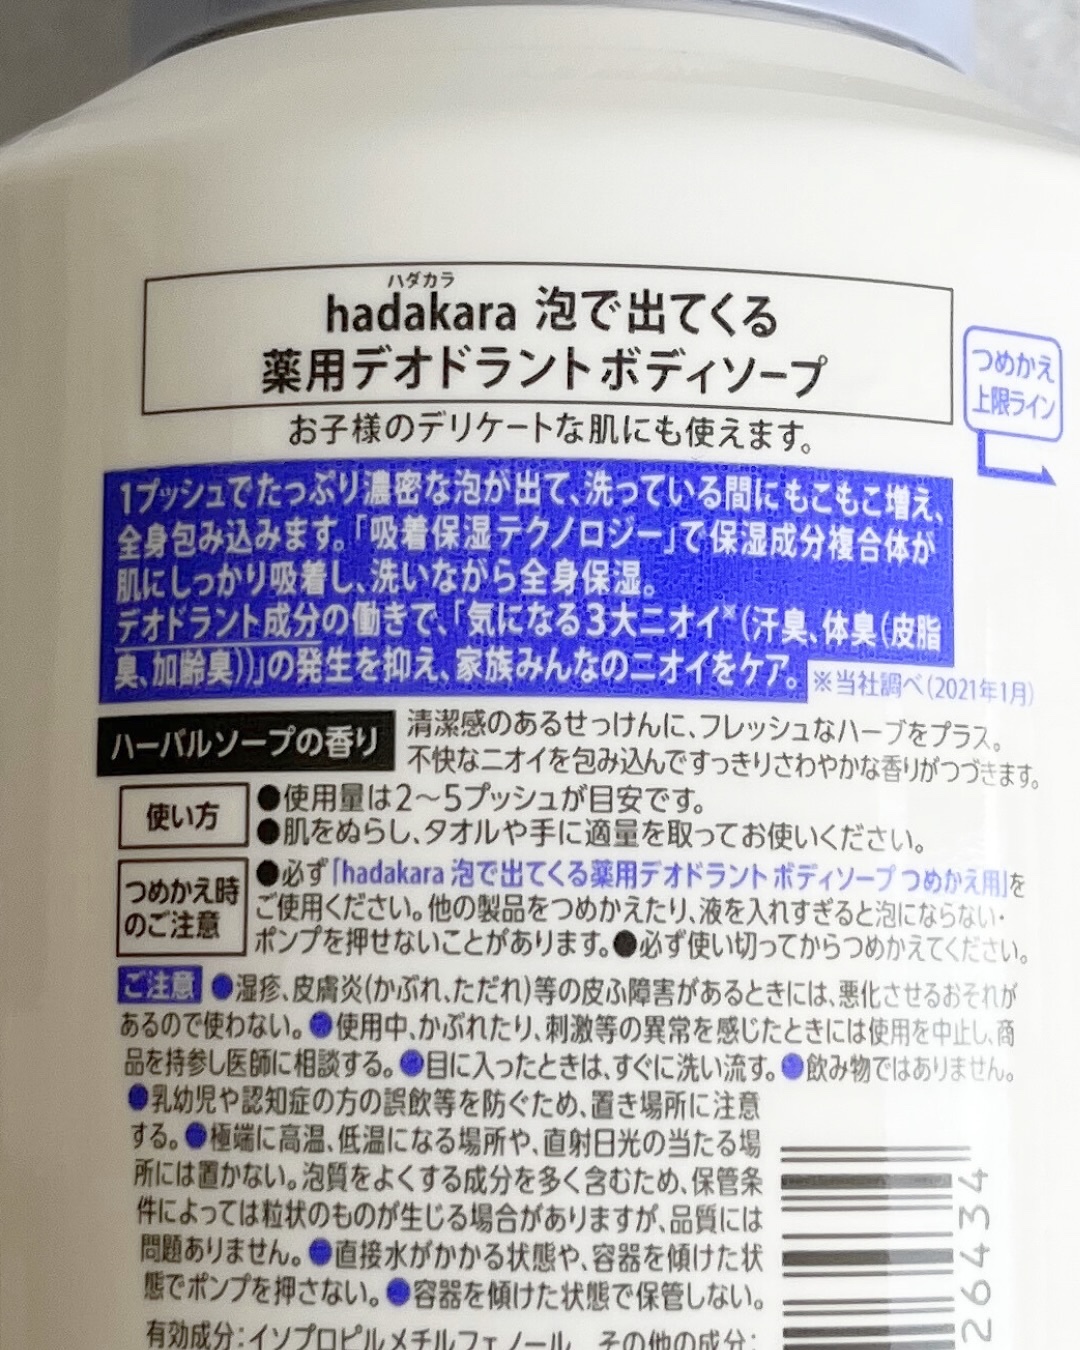 ハダカラ
hadakara 泡で出てくる
薬用デオドラント ボディソープ
お子様のデリケートな肌にも使えます。
つめかえ
上限ライン
1プッシュでたっぷり濃密な泡が出て、洗っている間にもこもこ増え、
全身包み込みます。「吸着保湿テクノロジー」で保湿成分複合体が
肌にしっかり吸着し、洗いながら全身保湿。
デオドラント成分の働きで、「気になる3大ニオイ※(汗臭、体臭(皮脂
臭、加齢臭))」の発生を抑え、家族みんなのニオイをケア。
※当社調べ(2021年1月)
ハーバルソープの香り
清潔感のあるせっけんに、フレッシュなハーブをプラス。
不快なニオイを包み込んですっきりさわやかな香りがつづきます。
使い方
●使用量は2〜5プッシュが目安です。
●肌をぬらし、タオルや手に適量を取ってお使いください。
つめかえ時
のご注意
●必ず「hadakara 泡で出てくる薬用デオドラント ボディソープ つめかえ用」を
ご使用ください。他の製品をつめかえたり、液を入れすぎると泡にならない・
ポンプを押せないことがあります。●必ず使い切ってからつめかえてください。
ご注意 ●湿疹、皮膚炎(かぶれ、ただれ)等の皮ふ障害があるときには、悪化させるおそれが
あるので使わない。●使用中、かぶれたり、刺激等の異常を感じたときには使用を中止し、商
品を持参し医師に相談する。●目に入ったときは、すぐに洗い流す。●飲み物ではありません。
●乳幼児や認知症の方の誤飲等を防ぐため、置き場所に注意
する。●極端に高温、低温になる場所や、直射日光の当たる場
所には置かない。泡質をよくする成分を多く含むため、保管条
件によっては粒状のものが生じる場合がありますが、品質には
問題ありません。●直接水がかかる状態や、容器を傾けた状
態でポンプを押さない。●容器を傾けた状態で保管しない。
有効成分:イソプロピルメチルフェノール その他の成分:
26434